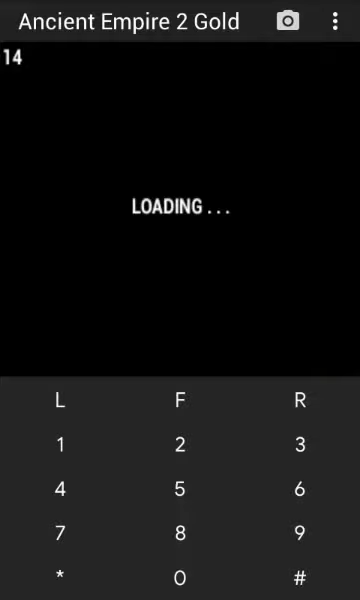 Ancient Empire 2 Gold
14
LOADING . . .
L F R
1 2 3
4 5 6
7 8 9
* 0 #